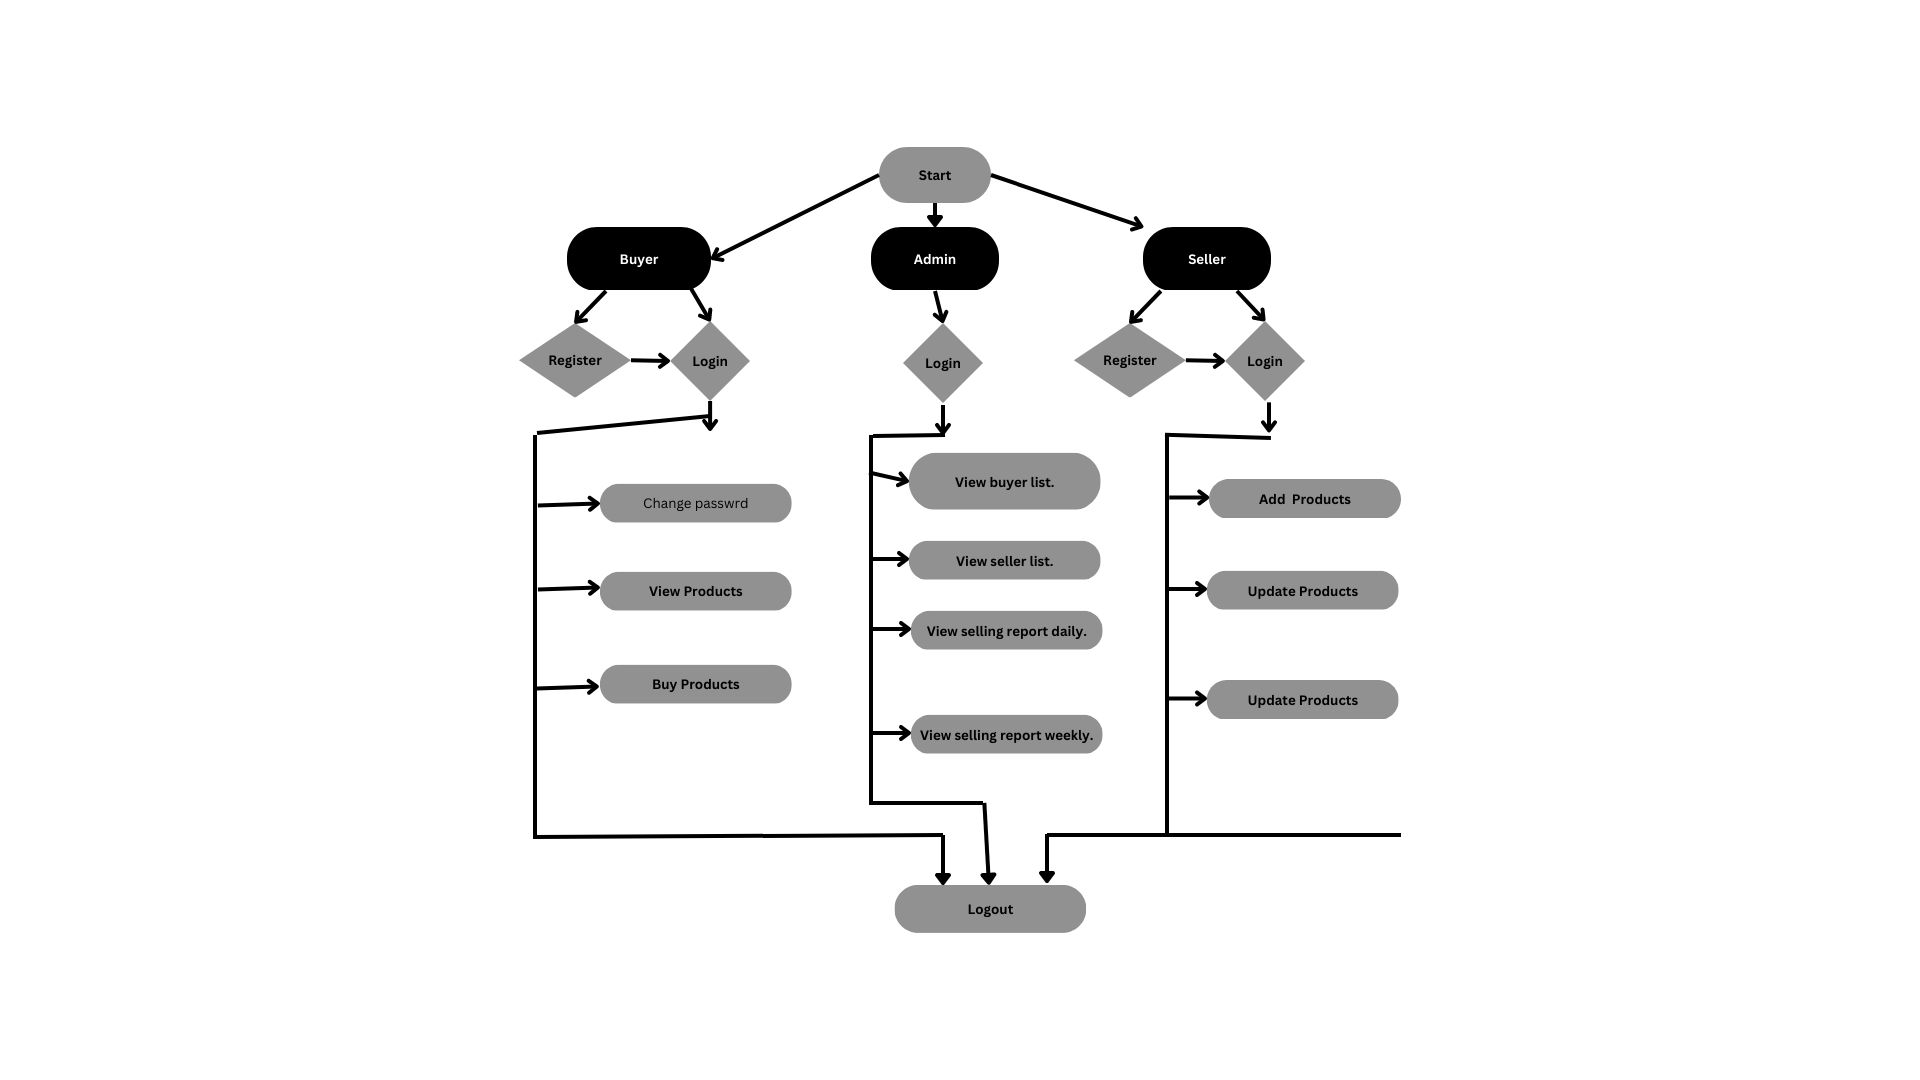 Start
Buyer
Admin
Seller
Register
Login
Login
Register
Login
Change passwrd
View Products
Buy Products
View buyer list.
View seller list.
View selling report daily.
View selling report weekly.
Add  Products
Update Products
Update Products
Logout